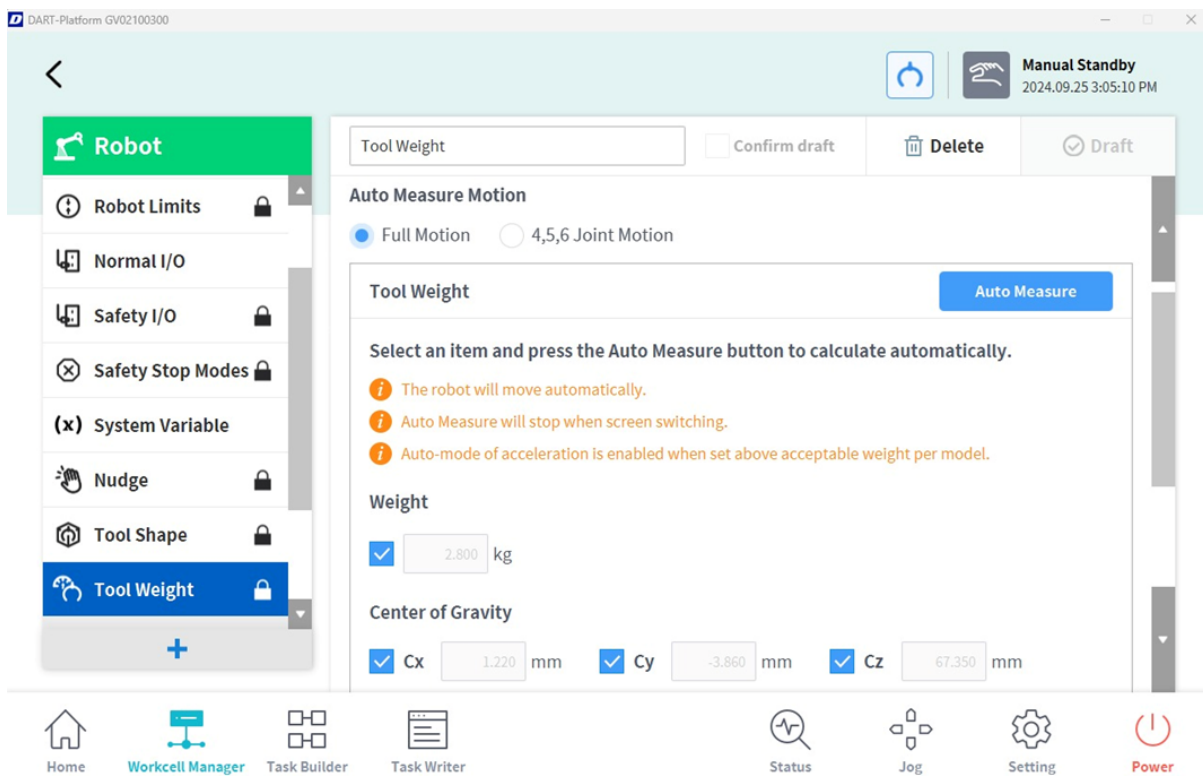 DART-Platform GV02100300
Manual Standby
2024.09.25 3:05:10 PM
Robot
Robot Limits
Normal I/O
Safety I/O
Safety Stop Modes
(x) System Variable
Nudge
Tool Shape
Tool Weight
+
Tool Weight
Confirm draft
Delete
Draft
Auto Measure Motion
Full Motion
4,5,6 Joint Motion
Tool Weight
Auto Measure
Select an item and press the Auto Measure button to calculate automatically.
The robot will move automatically.
Auto Measure will stop when screen switching.
Auto-mode of acceleration is enabled when set above acceptable weight per model.
Weight
2.800 kg
Center of Gravity
Cx 1.220 mm Cy -3.860 mm Cz 67.350 mm
Home
Workcell Manager
Task Builder
Task Writer
Status
Jog
Setting
Power